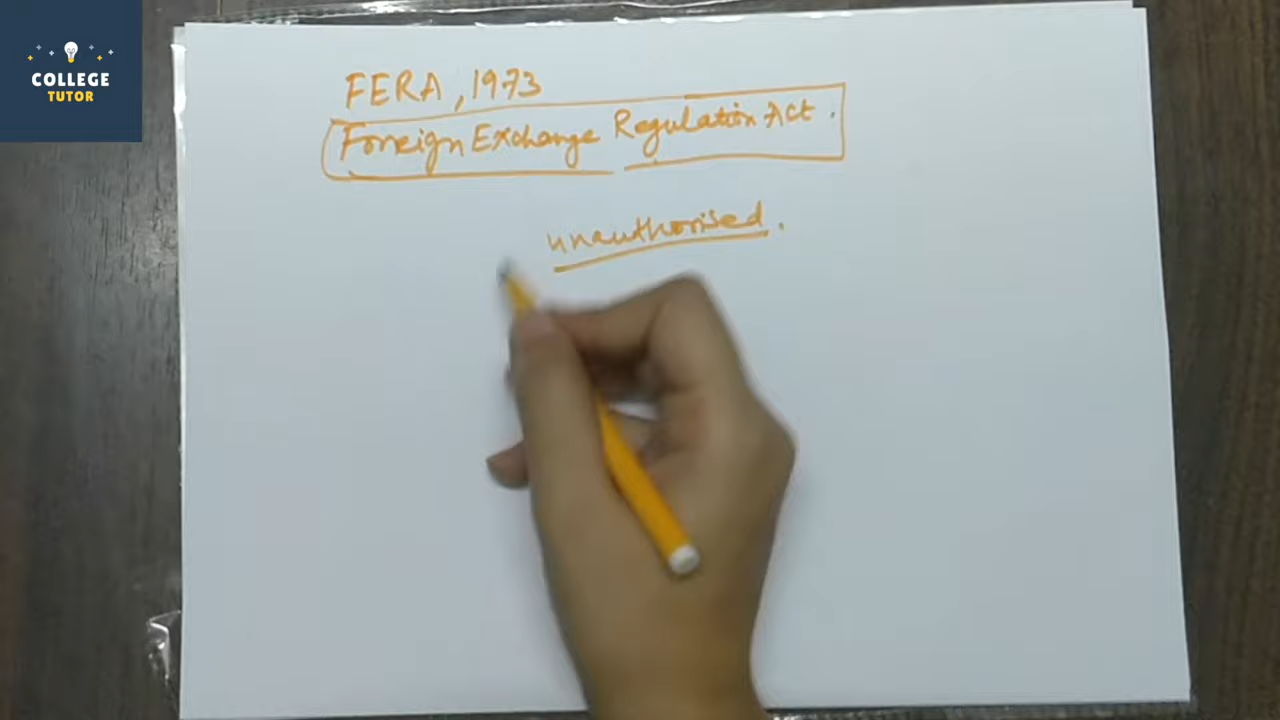 COLLEGE
TUTOR
FERA, 1973
Foreign Exchange Regulation Act.
unauthorised.